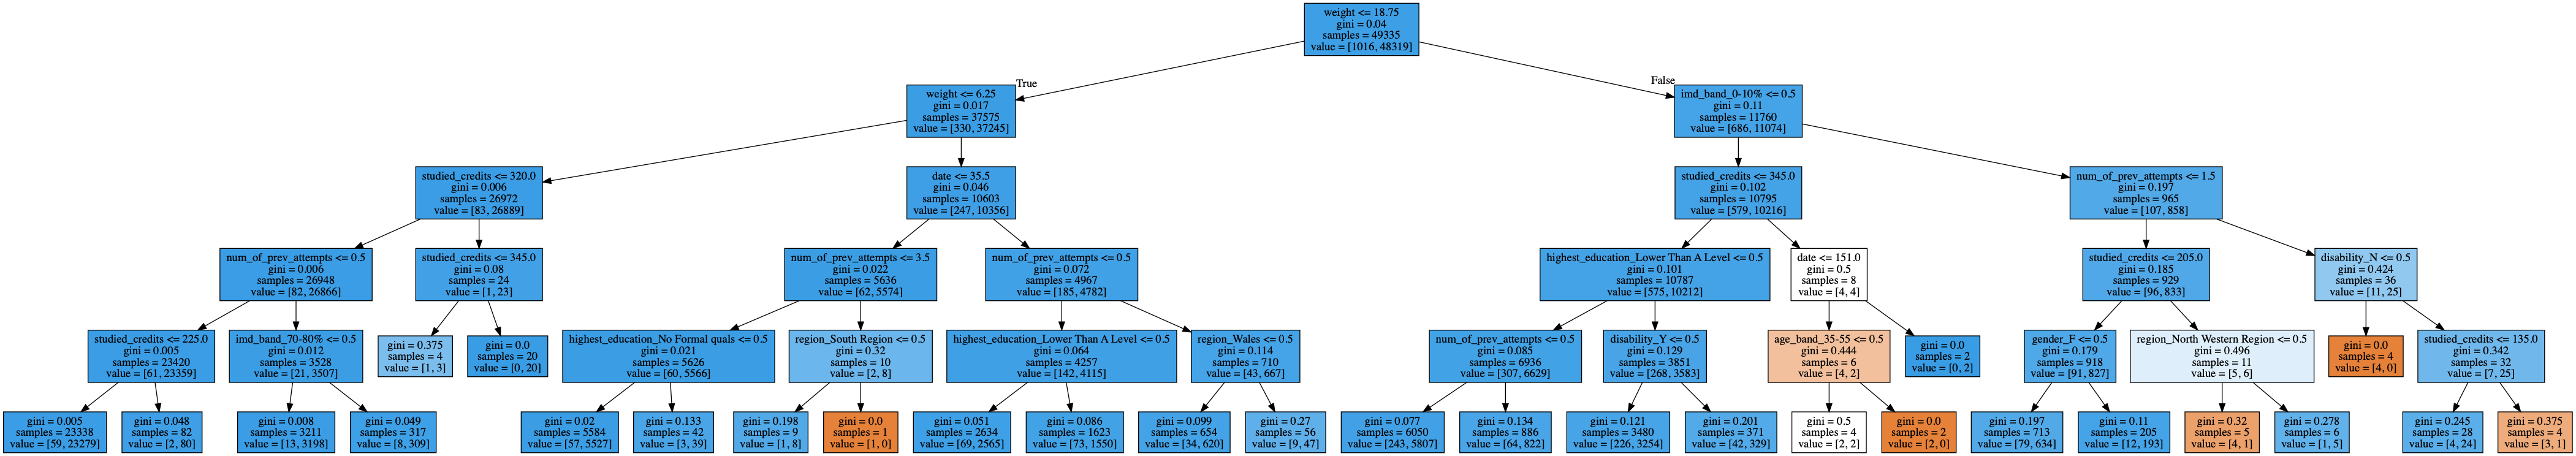 weight <= 18.75
gini = 0.04
samples = 49335
value = [1016, 48319]
True
False
weight <= 6.25
gini = 0.017
samples = 37575
value = [330, 37245]
imd_band_0-10% <= 0.5
gini = 0.11
samples = 11760
value = [686, 11074]
studied_credits <= 320.0
gini = 0.006
samples = 26972
value = [83, 26889]
date <= 35.5
gini = 0.046
samples = 10603
value = [247, 10356]
studied_credits <= 345.0
gini = 0.102
samples = 10795
value = [579, 10216]
num_of_prev_attempts <= 1.5
gini = 0.197
samples = 965
value = [107, 858]
num_of_prev_attempts <= 0.5
gini = 0.006
samples = 26948
value = [82, 26866]
studied_credits <= 345.0
gini = 0.08
samples = 24
value = [1, 23]
num_of_prev_attempts <= 3.5
gini = 0.022
samples = 5636
value = [62, 5574]
num_of_prev_attempts <= 0.5
gini = 0.072
samples = 4967
value = [185, 4782]
highest_education_Lower Than A Level <= 0.5
gini = 0.101
samples = 10787
value = [575, 10212]
date <= 151.0
gini = 0.5
samples = 8
value = [4, 4]
studied_credits <= 205.0
gini = 0.185
samples = 929
value = [96, 833]
disability_N <= 0.5
gini = 0.424
samples = 36
value = [11, 25]
studied_credits <= 225.0
gini = 0.005
samples = 23420
value = [61, 23359]
imd_band_70-80% <= 0.5
gini = 0.012
samples = 3528
value = [21, 3507]
gini = 0.375
samples = 4
value = [1, 3]
gini = 0.0
samples = 20
value = [0, 20]
highest_education_No Formal quals <= 0.5
gini = 0.021
samples = 5626
value = [60, 5566]
region_South Region <= 0.5
gini = 0.32
samples = 10
value = [2, 8]
highest_education_Lower Than A Level <= 0.5
gini = 0.064
samples = 4257
value = [142, 4115]
region_Wales <= 0.5
gini = 0.114
samples = 710
value = [43, 667]
num_of_prev_attempts <= 0.5
gini = 0.085
samples = 6936
value = [307, 6629]
disability_Y <= 0.5
gini = 0.129
samples = 3851
value = [268, 3583]
age_band_35-55 <= 0.5
gini = 0.444
samples = 6
value = [4, 2]
gini = 0.0
samples = 2
value = [0, 2]
gender_F <= 0.5
gini = 0.179
samples = 918
value = [91, 827]
region_North Western Region <= 0.5
gini = 0.496
samples = 11
value = [5, 6]
gini = 0.0
samples = 4
value = [4, 0]
studied_credits <= 135.0
gini = 0.342
samples = 32
value = [7, 25]
gini = 0.005
samples = 23338
value = [59, 23279]
gini = 0.048
samples = 82
value = [2, 80]
gini = 0.008
samples = 3211
value = [13, 3198]
gini = 0.049
samples = 317
value = [8, 309]
gini = 0.02
samples = 5584
value = [57, 5527]
gini = 0.133
samples = 42
value = [3, 39]
gini = 0.198
samples = 9
value = [1, 8]
gini = 0.0
samples = 1
value = [1, 0]
gini = 0.051
samples = 2634
value = [69, 2565]
gini = 0.086
samples = 1623
value = [73, 1550]
gini = 0.099
samples = 654
value = [34, 620]
gini = 0.27
samples = 56
value = [9, 47]
gini = 0.077
samples = 6050
value = [243, 5807]
gini = 0.134
samples = 886
value = [64, 822]
gini = 0.121
samples = 3480
value = [226, 3254]
gini = 0.201
samples = 371
value = [42, 329]
gini = 0.5
samples = 4
value = [2, 2]
gini = 0.0
samples = 2
value = [2, 0]
gini = 0.197
samples = 713
value = [79, 634]
gini = 0.11
samples = 205
value = [12, 193]
gini = 0.32
samples = 5
value = [4, 1]
gini = 0.278
samples = 6
value = [1, 5]
gini = 0.245
samples = 28
value = [4, 24]
gini = 0.375
samples = 4
value = [3, 1]